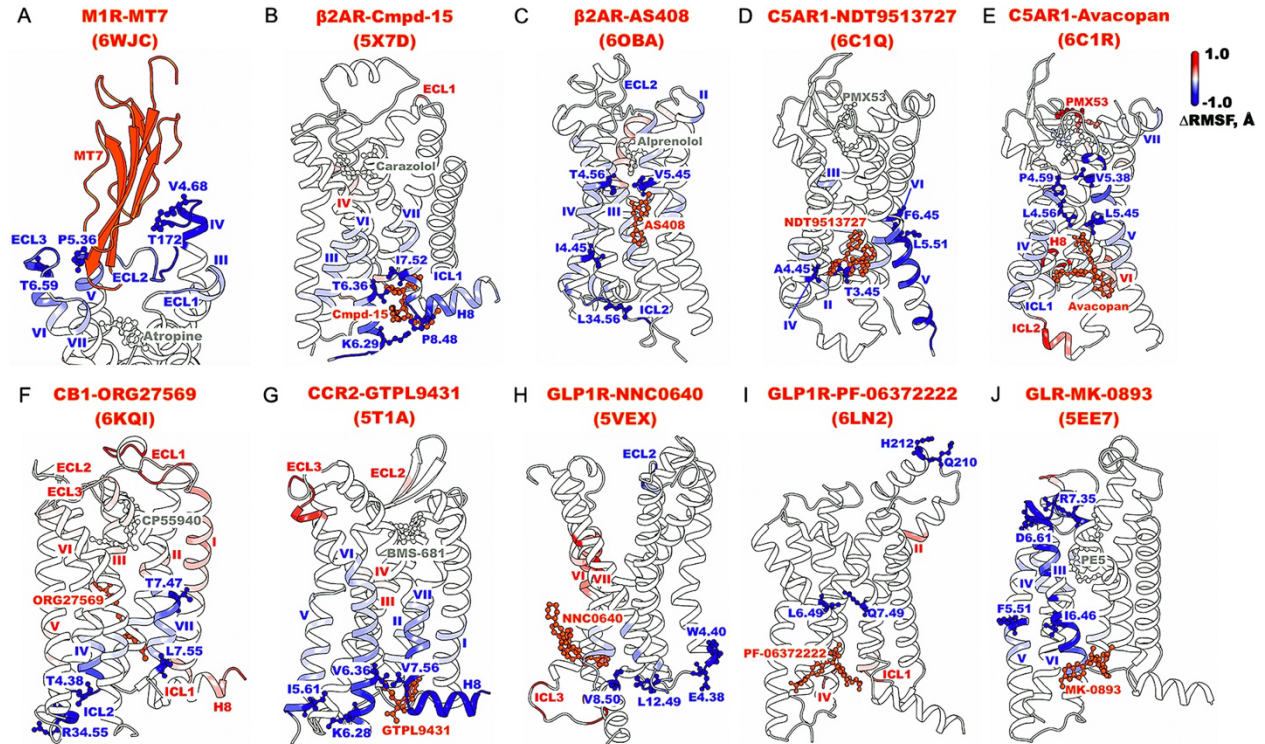 A
M1R-MT7
(6WJC)
MT7
V4.68
IV
ECL3
P5.36
T172
ECL2
III
T6.59
V
ECL1
VI
VII
Atropine
B
β2AR-Cmpd-15
(5X7D)
ECL1
Carazolol
IV
VI
VII
III
I7.52
ICL1
T6.36
Cmpd-15
H8
K6.29
P8.48
C
β2AR-AS408
(6OBA)
ECL2
II
Alprenolol
T4.56
V5.45
IV
III
AS408
I4.45
L34.56
ICL2
D
C5AR1-NDT9513727
(6C1Q)
PMX53
III
VI
F6.45
NDT9513727
L5.51
A4.45
T3.45
V
II
IV
E
C5AR1-Avacopan
(6C1R)
PMX53
VII
P4.59
IV
V5.38
L4.56
L5.45
H8
IV
V
VI
ICL1
Avacopan
ICL2
1.0
-1.0
ΔRMSF, Å
F
CB1-ORG27569
(6KQI)
ECL1
ECL2
ECL3
CP55940
I
VI
III
II
T7.47
ORG27569
V
VII
IV
L7.55
T4.38
ICL1
ICL2
H8
R34.55
G
CCR2-GTPL9431
(5T1A)
ECL3
ECL2
BMS-681
VI
IV
III
VII
V
II
I
V6.36
V7.56
I5.61
H8
K6.28
GTPL9431
H
GLP1R-NNC0640
(5VEX)
ECL2
VI
VII
NNC0640
W4.40
ICL3
V8.50
L12.49
E4.38
I
GLP1R-PF-06372222
(6LN2)
H212
Q210
II
L6.49
Q7.49
PF-06372222
IV
ICL1
J
GLR-MK-0893
(5EE7)
R7.35
D6.61
III
PE5
IV
F5.51
I6.46
V
VI
MK-0893